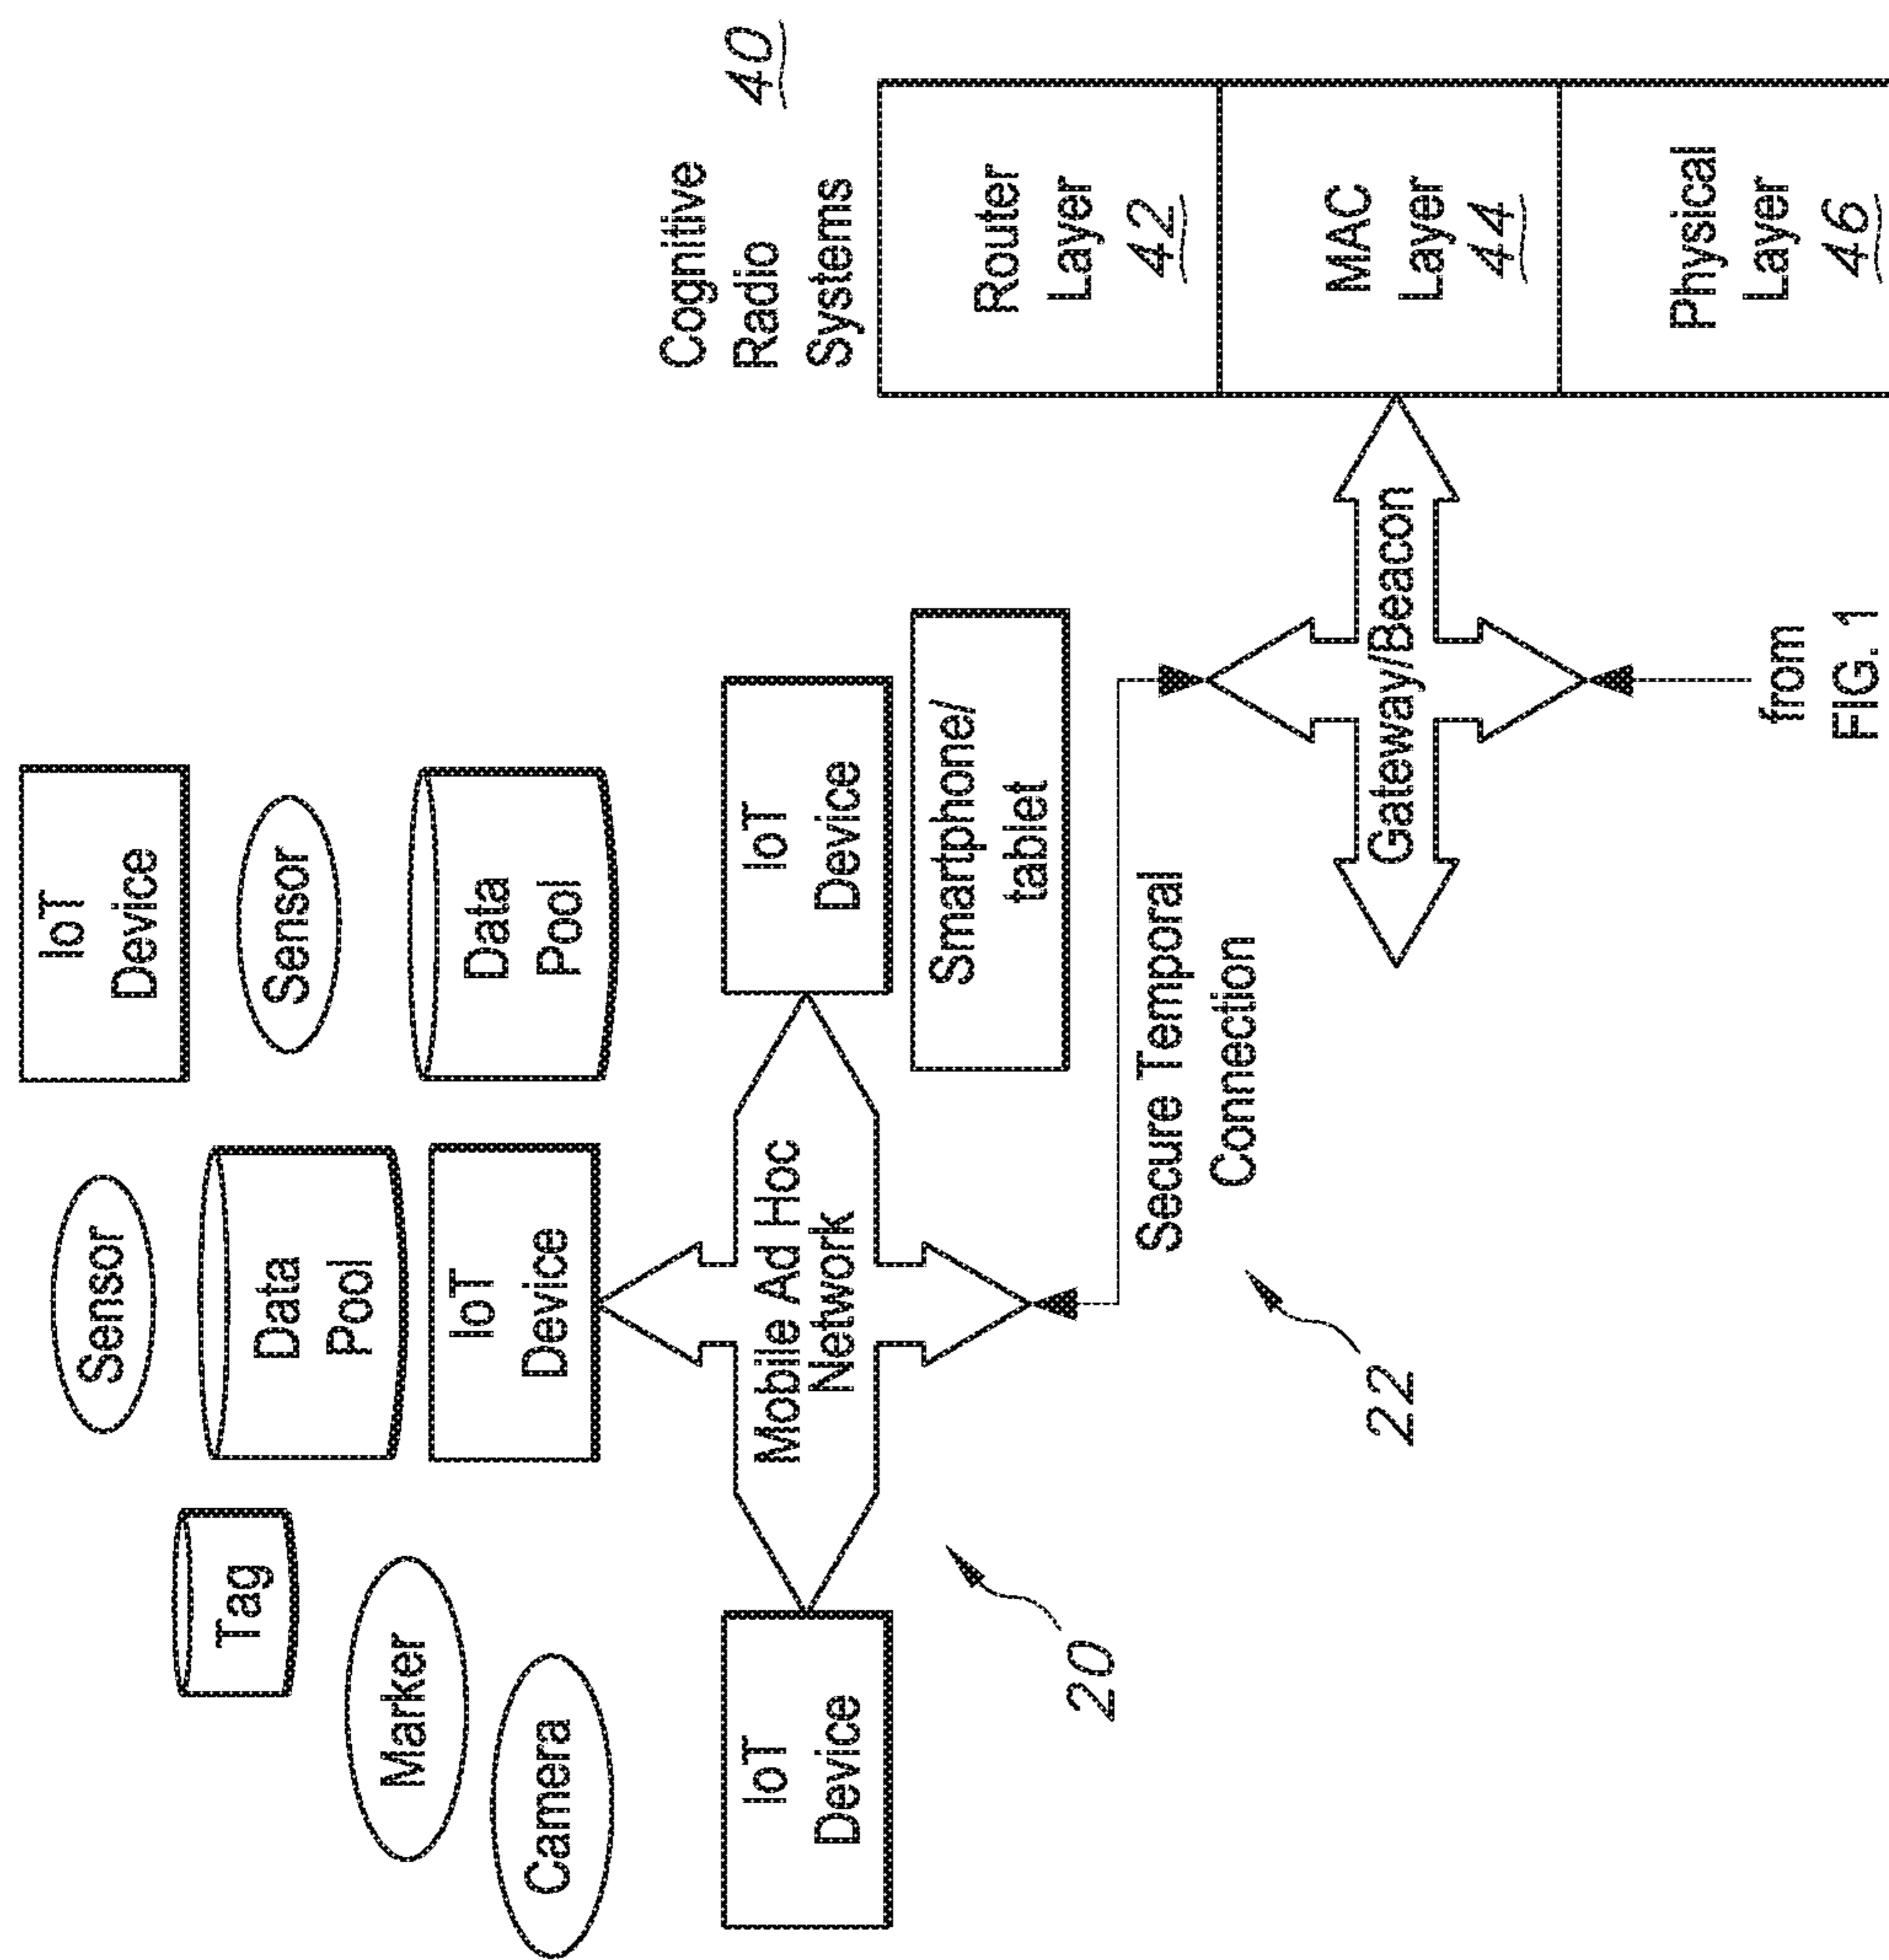 IoT
Device
Sensor
Sensor
Data
Pool
Tag
Data
Pool
Marker
IoT
Device
Camera
IoT
Device
Mobile Ad Hoc
Network
IoT
Device
Smartphone/
tablet
20
Secure Temporal
Connection
22
Cognitive
Radio
Systems
40
Router
Layer
42
MAC
Layer
44
Physical
Layer
46
Gateway/Beacon
from
FIG. 1